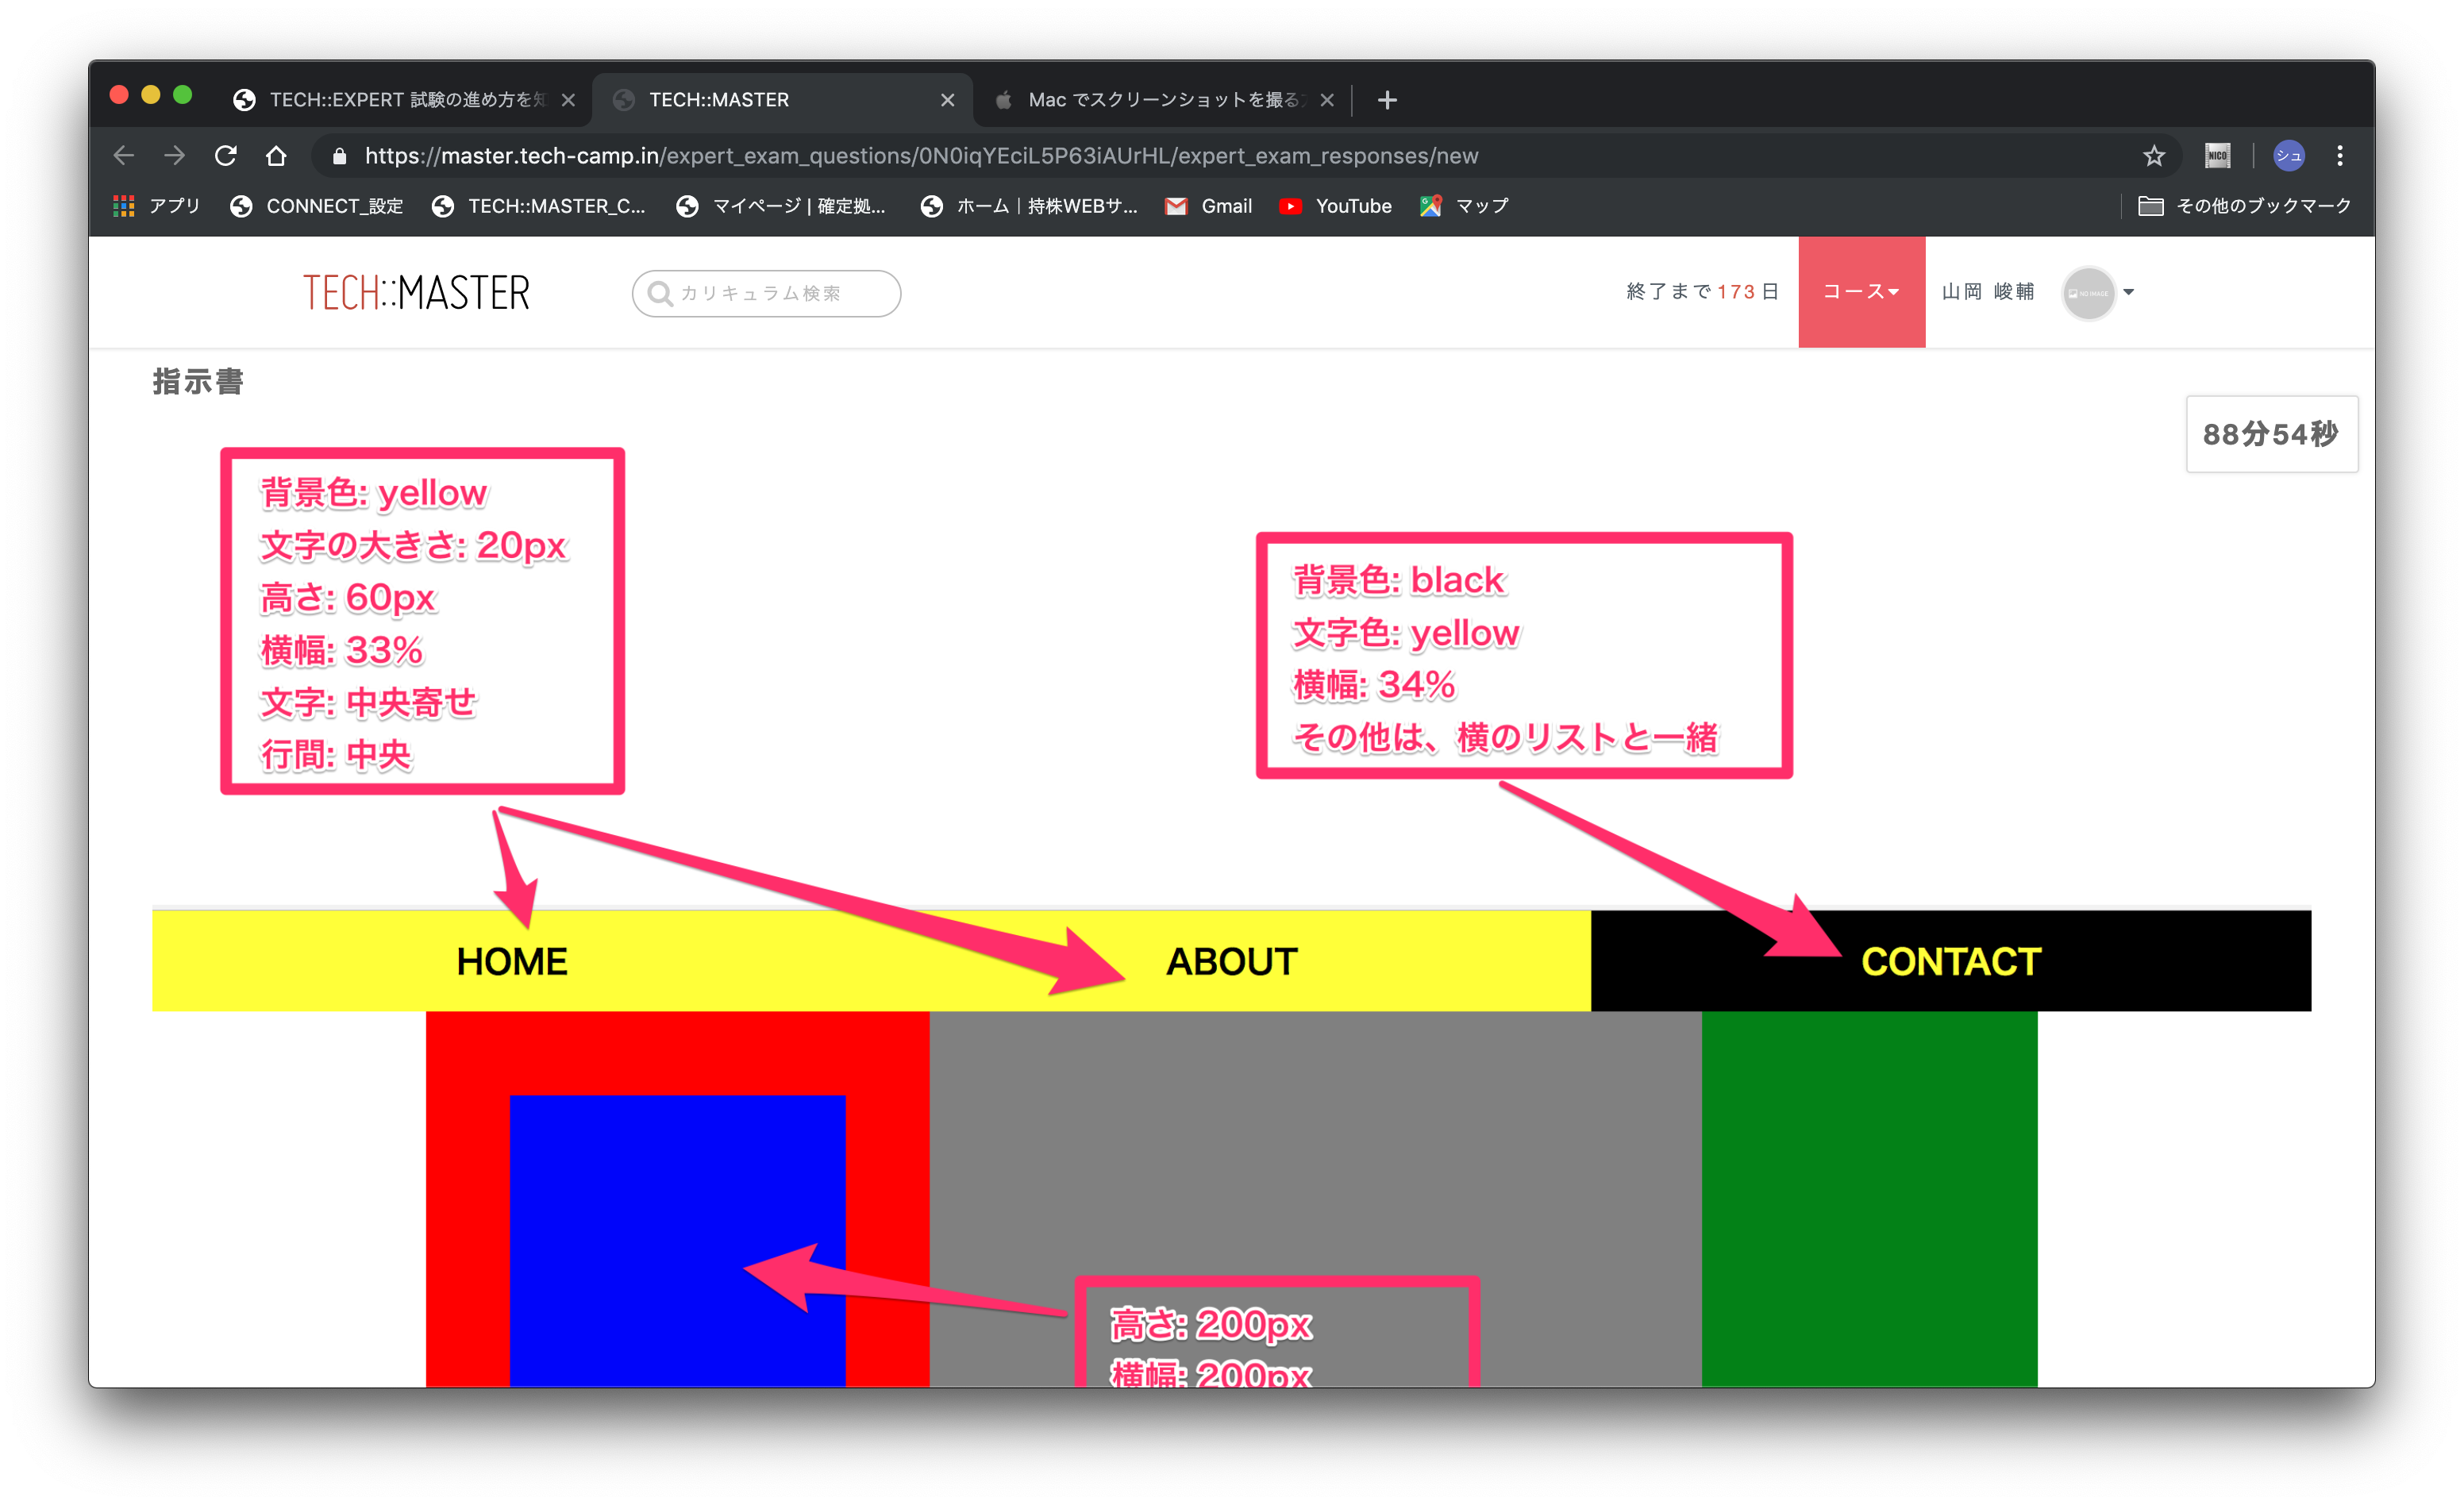 TECH::EXPERT 試験の進め方を知
TECH::MASTER
Mac でスクリーンショットを撮る
https://master.tech-camp.in/expert_exam_questions/0N0iqYEciL5P63iAUrHL/expert_exam_responses/new
NICO
シュ
アプリ
CONNECT_設定
TECH::MASTER_C...
マイページ | 確定拠...
ホーム｜持株WEBサ...
Gmail
YouTube
マップ
その他のブックマーク
TECH::MASTER
カリキュラム検索
終了まで173日
コース
山岡 峻輔
NO IMAGE
指示書
88分54秒
背景色: yellow
文字の大きさ: 20px
高さ: 60px
横幅: 33%
文字: 中央寄せ
行間: 中央
背景色: black
文字色: yellow
横幅: 34%
その他は、横のリストと一緒
HOME
ABOUT
CONTACT
高さ: 200px
横幅: 200px